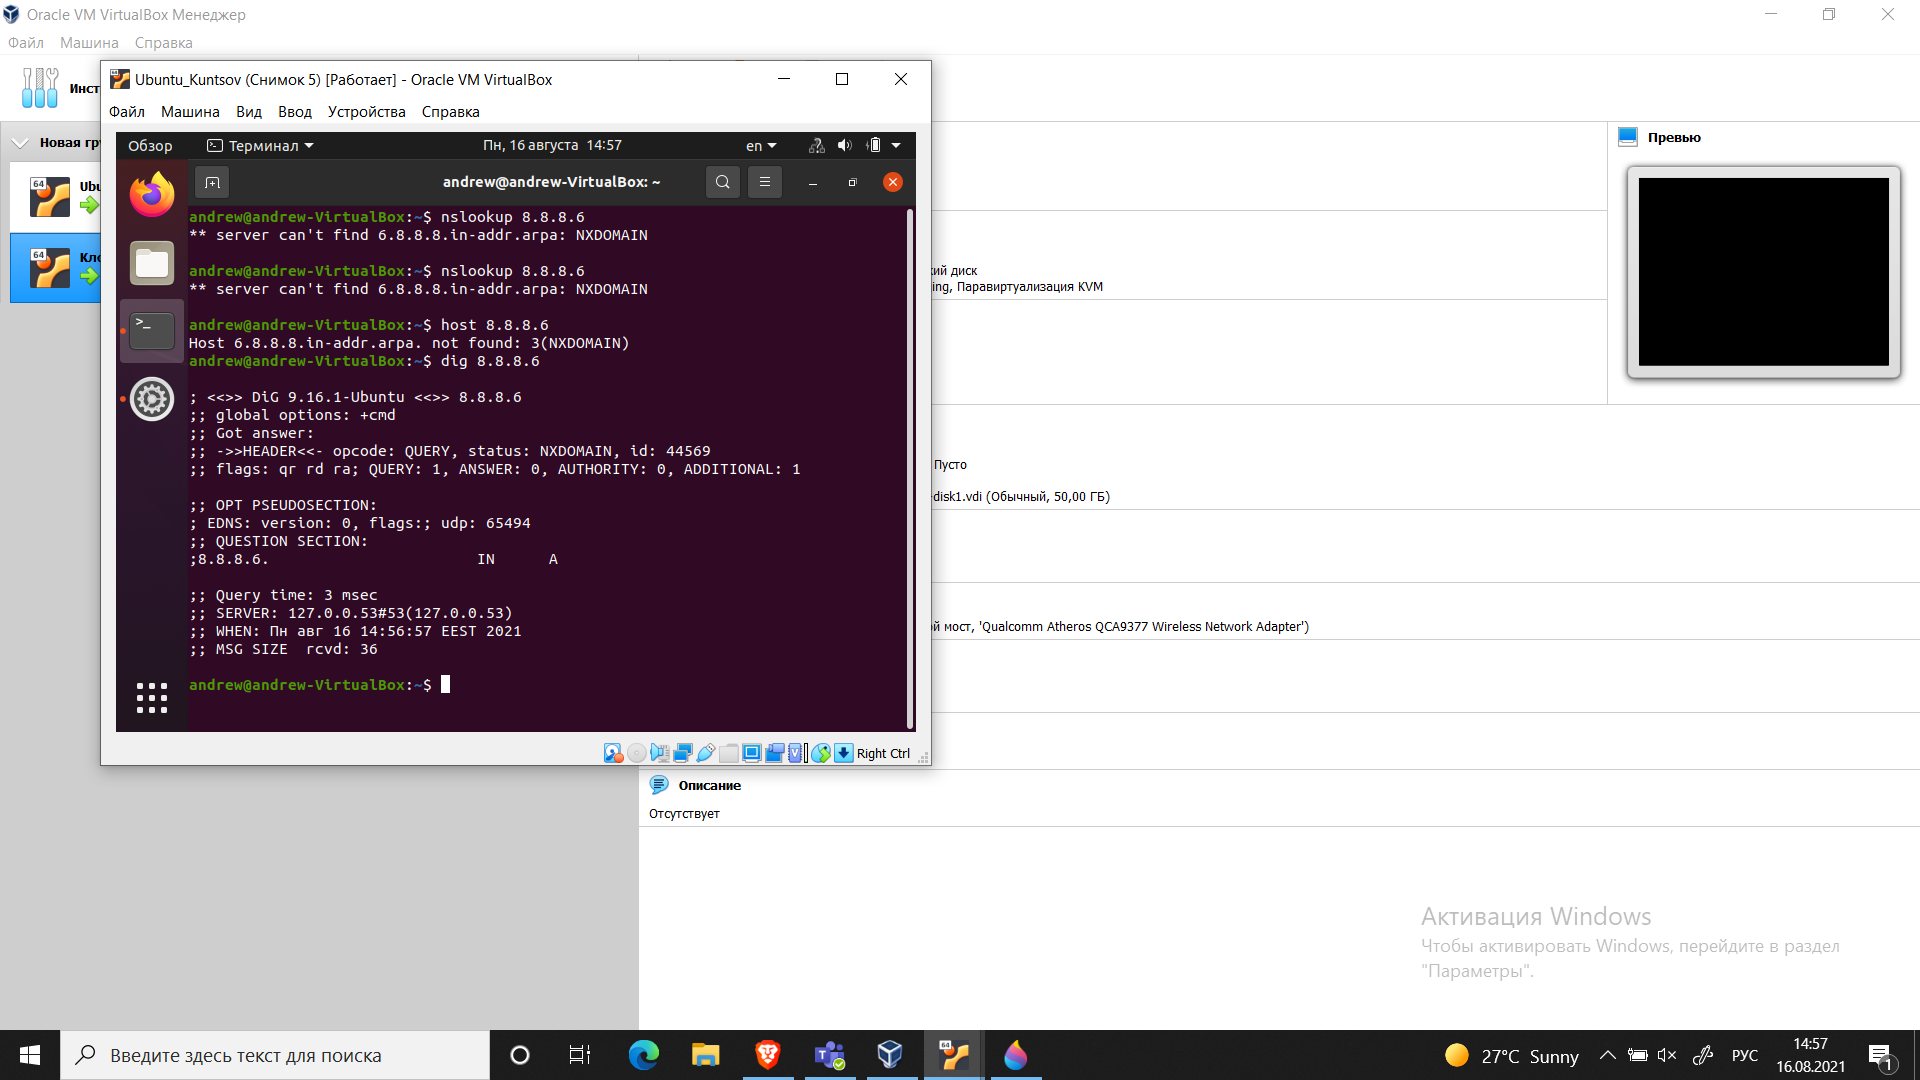 Oracle VM VirtualBox Менеджер
Файл Машина Справка
Инст
Ubuntu_Kuntsov (Снимок 5) [Работает] - Oracle VM VirtualBox
Файл Машина Вид Ввод Устройства Справка
Новая гр
64 Ubu
64 Кло
Обзор Терминал Пн, 16 августа 14:57 en
andrew@andrew-VirtualBox: ~
andrew@andrew-VirtualBox:~$ nslookup 8.8.8.6
** server can't find 6.8.8.8.in-addr.arpa: NXDOMAIN
andrew@andrew-VirtualBox:~$ nslookup 8.8.8.6
** server can't find 6.8.8.8.in-addr.arpa: NXDOMAIN
andrew@andrew-VirtualBox:~$ host 8.8.8.6
Host 6.8.8.8.in-addr.arpa. not found: 3(NXDOMAIN)
andrew@andrew-VirtualBox:~$ dig 8.8.8.6
; <<>> DiG 9.16.1-Ubuntu <<>> 8.8.8.6
;; global options: +cmd
;; Got answer:
;; ->>HEADER<<- opcode: QUERY, status: NXDOMAIN, id: 44569
;; flags: qr rd ra; QUERY: 1, ANSWER: 0, AUTHORITY: 0, ADDITIONAL: 1
;; OPT PSEUDOSECTION:
; EDNS: version: 0, flags:; udp: 65494
;; QUESTION SECTION:
;8.8.8.6. IN A
;; Query time: 3 msec
;; SERVER: 127.0.0.53#53(127.0.0.53)
;; WHEN: Пн авг 16 14:56:57 EEST 2021
;; MSG SIZE rcvd: 36
andrew@andrew-VirtualBox:~$
Right Ctrl
Превью
кий диск
ing, Паравиртуализация KVM
Пусто
disk1.vdi (Обычный, 50,00 ГБ)
й мост, 'Qualcomm Atheros QCA9377 Wireless Network Adapter')
Описание
Отсутствует
Активация Windows
Чтобы активировать Windows, перейдите в раздел
"Параметры".
Введите здесь текст для поиска
27°C Sunny
РУС
14:57
16.08.2021
1